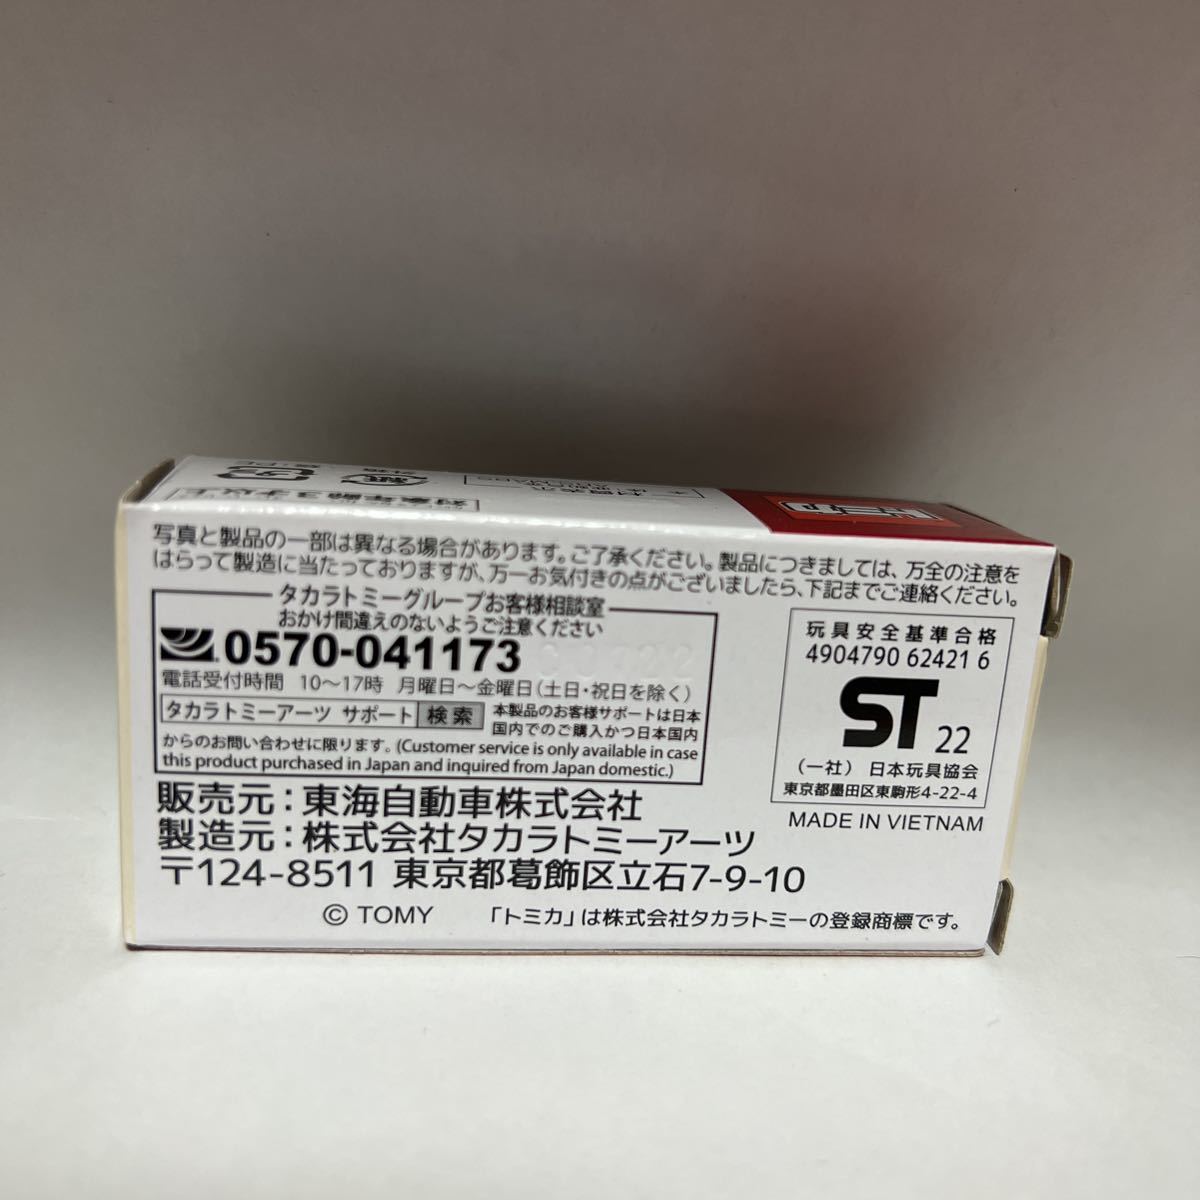 対象年齢3才以上
紙
写真と製品の一部は異なる場合があります。ご了承ください。製品につきましては、万全の注意を
はらって製造に当たっておりますが、万一お気付きの点がございましたら、下記までご連絡ください。
タカラトミーグループお客様相談室
おかけ間違えのないようご注意ください
0570-041173
電話受付時間 10〜17時 月曜日〜金曜日(土日・祝日を除く)
タカラトミーアーツ サポート 検索 本製品のお客様サポートは日本
国内でのご購入かつ日本国内
からのお問い合わせに限ります。(Customer service is only available in case
this product purchased in Japan and inquired from Japan domestic.)
玩具安全基準合格
4904790 62421 6
ST 22
(一社) 日本玩具協会
東京都墨田区東駒形4-22-4
MADE IN VIETNAM
販売元:東海自動車株式会社
製造元:株式会社タカラトミーアーツ
〒124-8511 東京都葛飾区立石7-9-10
© TOMY 「トミカ」は株式会社タカラトミーの登録商標です。